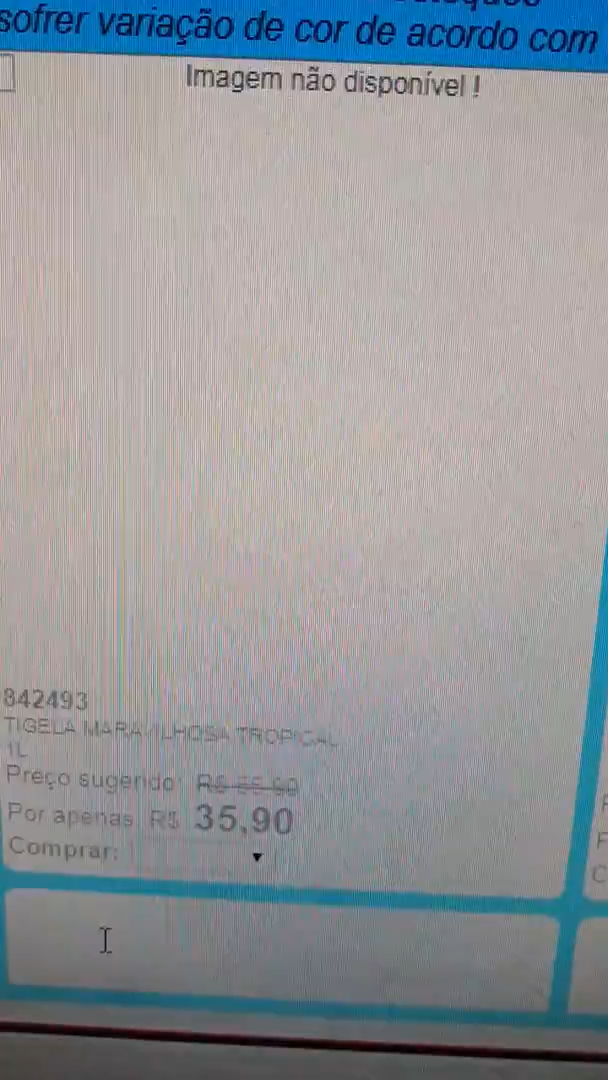 sofrer variação de cor de acordo com
Imagem não disponível !
842493
TIGELA MARAVILHOSA TROPICAL
1L
Preço sugerido: R$
Por apenas R$ 35,90
Comprar: